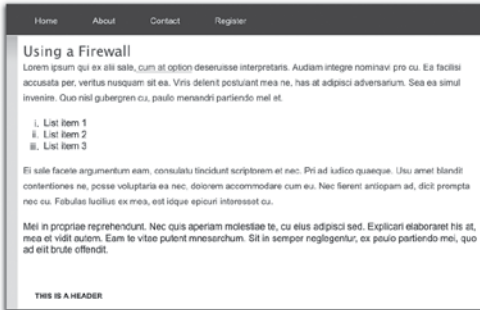 Home About Contact Register
Using a Firewall
Lorem ipsum qui ex alii sale, cum at option deseruisse interpretaris. Audiam integre nominavi pro cu. Ea facilisi
accusata per, veritus nusquam sit ea. Viris delenit postulant mea ne, has at adipisci adversarium. Sea ea simul
invenire. Quo nisl gubergren cu, paulo menandri partiendo mel et.
i. List item 1
ii. List item 2
iii. List item 3
Ei sale facete argumentum eam, consulatu tincidunt scriptorem et nec. Pri ad iudico quaeque. Usu amet blandit
contentiones ne, posse voluptaria ea nec, dolorem accommodare cum eu. Nec fierent antiopam ad, dicit prompta
nec cu. Fabulas lucilius ex mea, est idque epicuri interesset cu.
Mel in propriae reprehendunt. Nec quis aperiam molestiae te, cu eius adipisci sed. Explicari elaboraret his at,
mea et vidit autem. Eam te vitae putent mnesarchum. Sit in semper neglegentur, ex paulo partiendo mei, quo
ad elit brute offendit.
THIS IS A HEADER